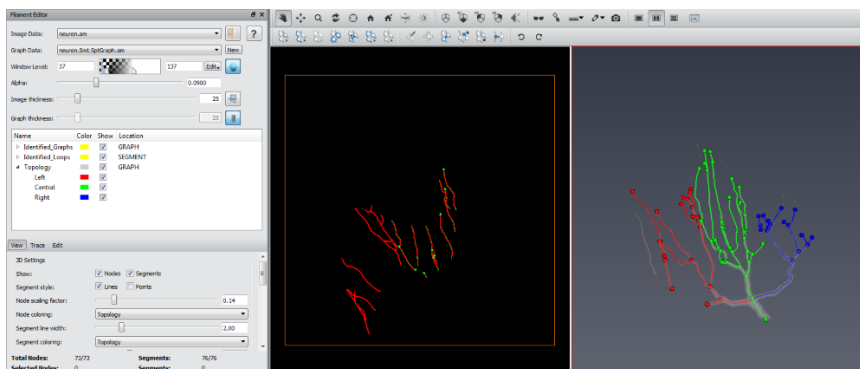 Filament Editor
Image Data: neuron.am
Graph Data: neuron.Smt.SptGraph.am New
Window Level: 37 137 Edit
Alpha: 0.0980
Image thickness: 25
Graph thickness: 25
Name Color Show Location
Identified_Graphs GRAPH
Identified_Loops SEGMENT
Topology GRAPH
Left
Central
Right
View Trace Edit
3D Settings
Show: Nodes Segments
Segment style: Lines Points
Node scaling factor: 0.14
Node coloring: Topology
Segment line width: 2.00
Segment coloring: Topology
Total Nodes: 73/73 Segments: 76/76
Selected Nodes: 0 Segments: 0